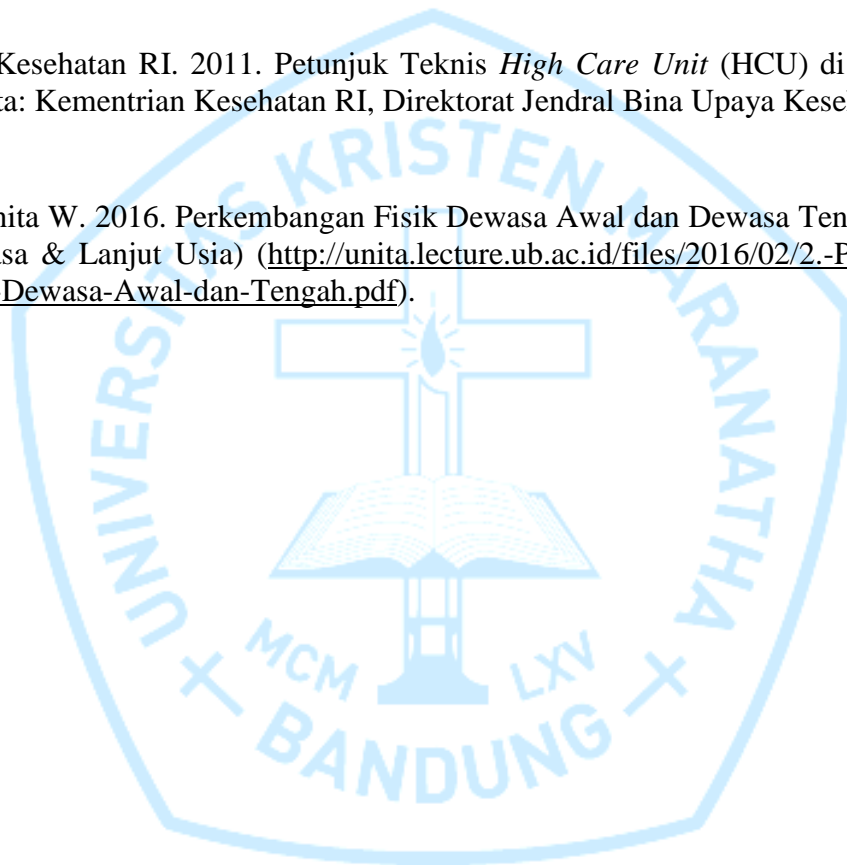 Kesehatan RI. 2011. Petunjuk Teknis High Care Unit (HCU) di
ta: Kementrian Kesehatan RI, Direktorat Jendral Bina Upaya Kese
nita W. 2016. Perkembangan Fisik Dewasa Awal dan Dewasa Ten
asa & Lanjut Usia) (http://unita.lecture.ub.ac.id/files/2016/02/2.-P
-Dewasa-Awal-dan-Tengah.pdf).
UNIVERSITAS KRISTEN MARANATHA
MCM LXV
BANDUNG